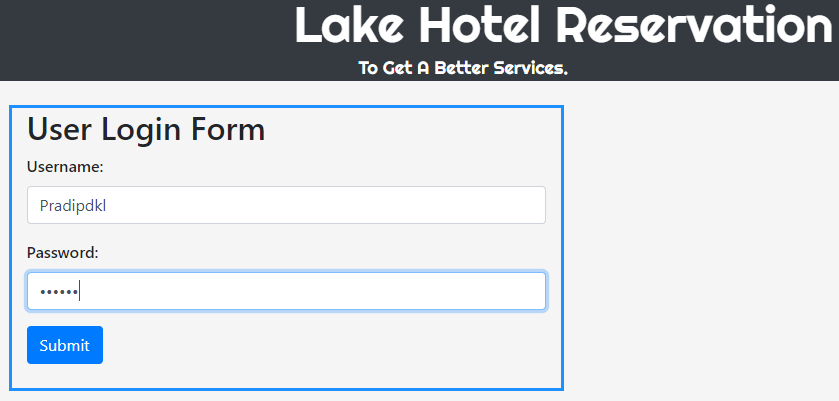 Lake Hotel Reservation
To Get A Better Services.
User Login Form
Username:
Pradipdkl
Password:
••••••
Submit